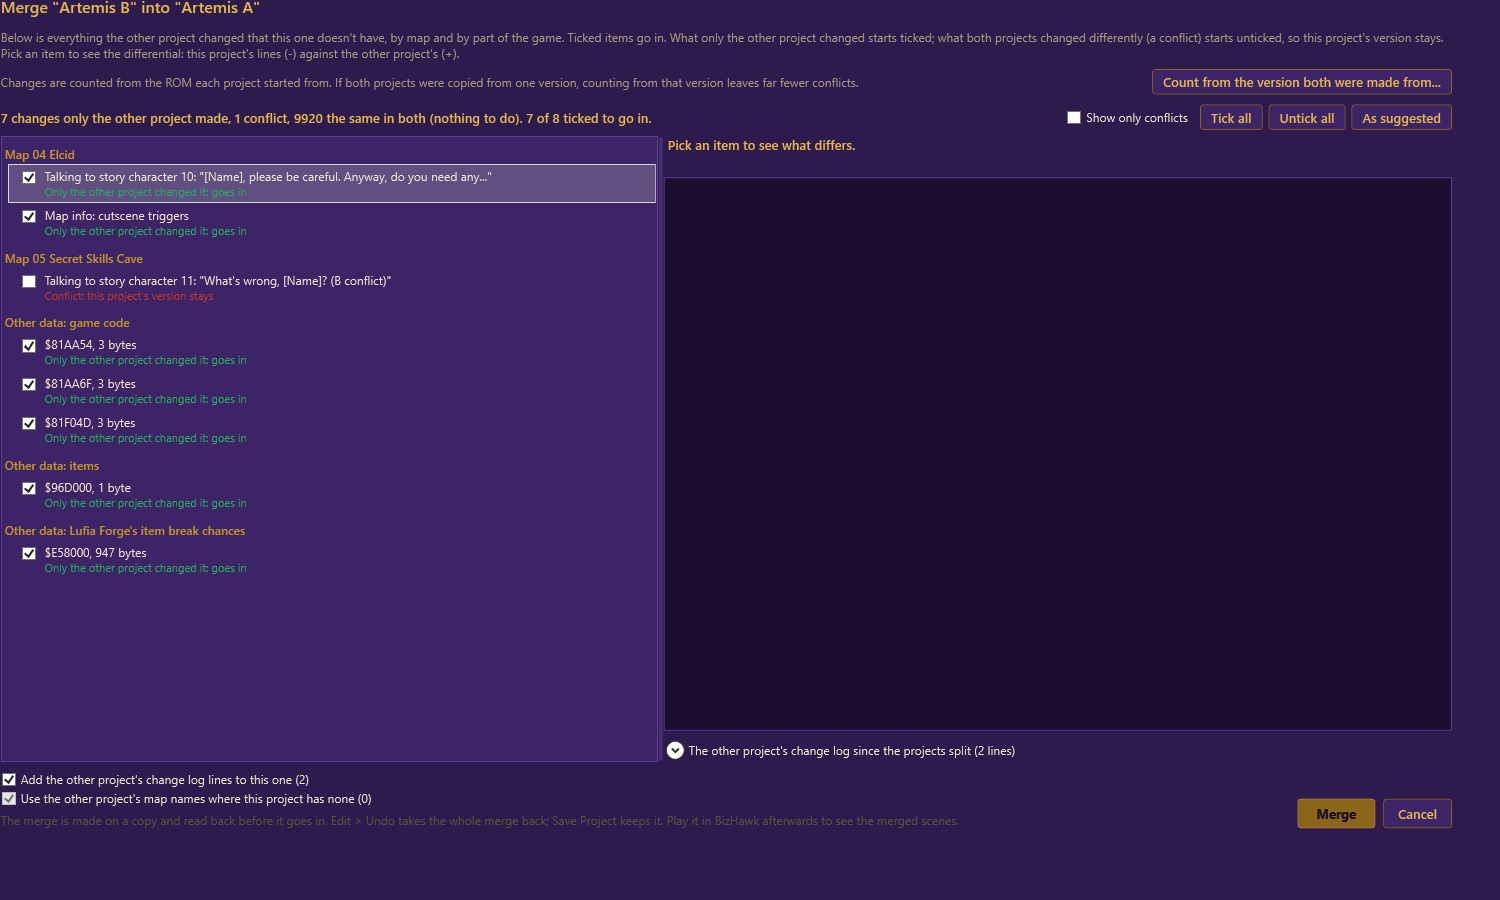 Merge "Artemis B" into "Artemis A"
Below is everything the other project changed that this one doesn't have, by map and by part of the game. Ticked items go in. What only the other project changed starts ticked; what both projects changed differently (a conflict) starts unticked, so this project's version stays.
Pick an item to see the differential: this project's lines (-) against the other project's (+).
Changes are counted from the ROM each project started from. If both projects were copied from one version, counting from that version leaves far fewer conflicts.
Count from the version both were made from...
7 changes only the other project made, 1 conflict, 9920 the same in both (nothing to do). 7 of 8 ticked to go in.
Show only conflicts
Tick all
Untick all
As suggested
Map 04 Elcid
Talking to story character 10: "[Name], please be careful. Anyway, do you need any..."
Only the other project changed it: goes in
Map info: cutscene triggers
Only the other project changed it: goes in
Map 05 Secret Skills Cave
Talking to story character 11: "What's wrong, [Name]? (B conflict)"
Conflict: this project's version stays
Other data: game code
$81AA54, 3 bytes
Only the other project changed it: goes in
$81AA6F, 3 bytes
Only the other project changed it: goes in
$81F04D, 3 bytes
Only the other project changed it: goes in
Other data: items
$96D000, 1 byte
Only the other project changed it: goes in
Other data: Lufia Forge's item break chances
$E58000, 947 bytes
Only the other project changed it: goes in
Pick an item to see what differs.
The other project's change log since the projects split (2 lines)
Add the other project's change log lines to this one (2)
Use the other project's map names where this project has none (0)
The merge is made on a copy and read back before it goes in. Edit > Undo takes the whole merge back; Save Project keeps it. Play it in BizHawk afterwards to see the merged scenes.
Merge
Cancel